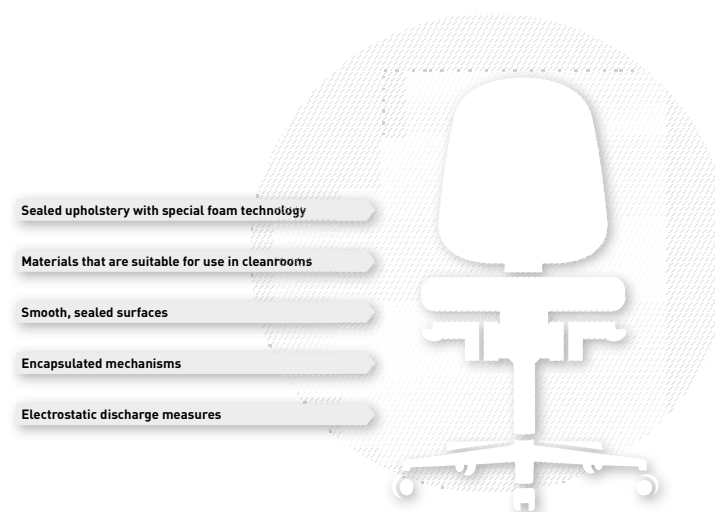 Sealed upholstery with special foam technology
Materials that are suitable for use in cleanrooms
Smooth, sealed surfaces
Encapsulated mechanisms
Electrostatic discharge measures